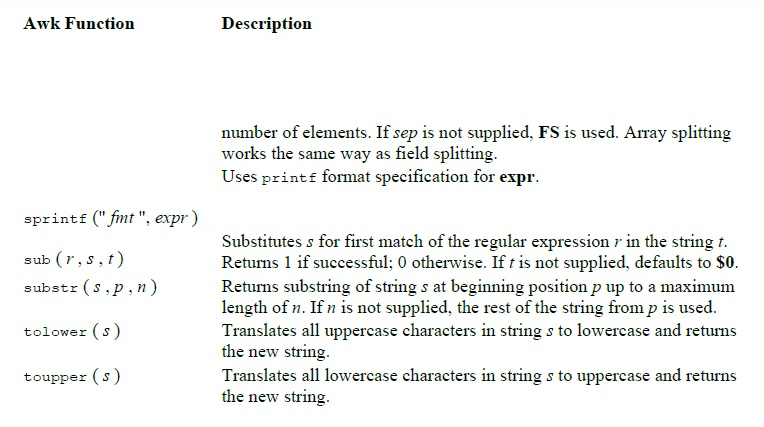 Awk Function Description
number of elements. If sep is not supplied, FS is used. Array splitting
works the same way as field splitting.
Uses printf format specification for expr.
sprintf (" fmt ", expr )
Substitutes s for first match of the regular expression r in the string t.
sub ( r , s , t ) Returns 1 if successful; 0 otherwise. If t is not supplied, defaults to $0.
substr ( s , p , n ) Returns substring of string s at beginning position p up to a maximum
length of n. If n is not supplied, the rest of the string from p is used.
tolower ( s ) Translates all uppercase characters in string s to lowercase and returns
the new string.
toupper ( s ) Translates all lowercase characters in string s to uppercase and returns
the new string.